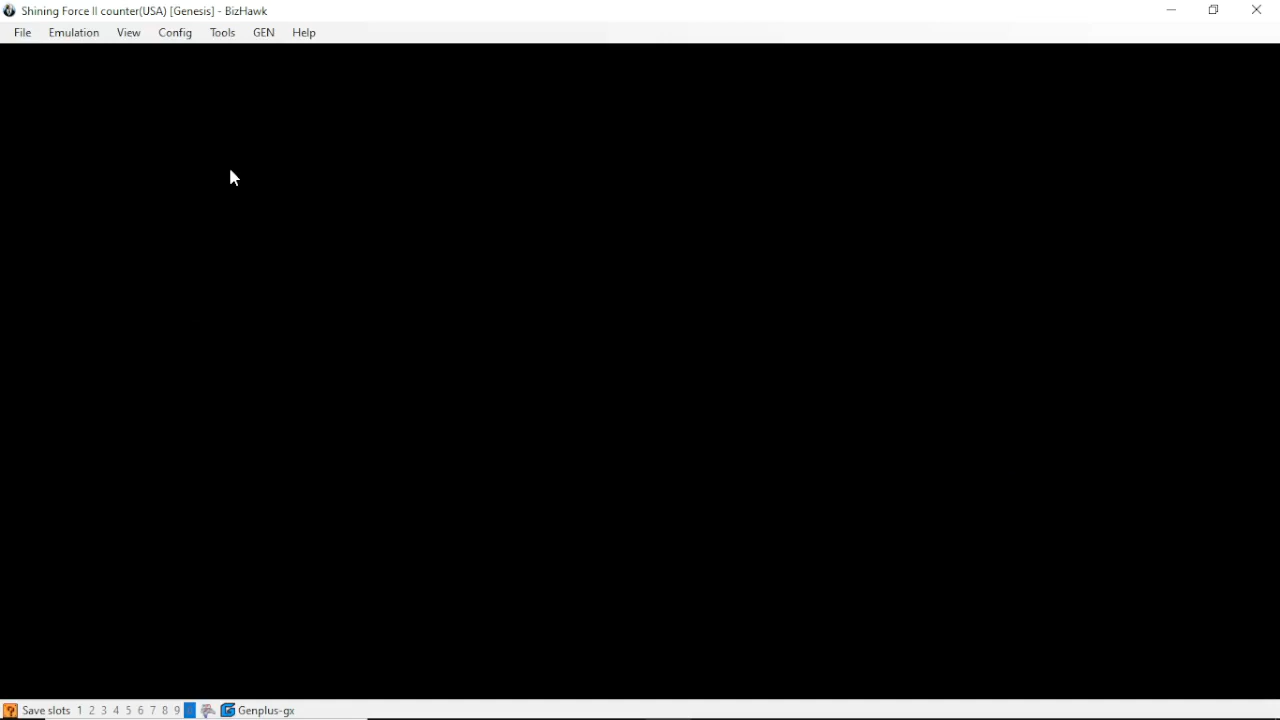 Shining Force II counter(USA) [Genesis] - BizHawk
File Emulation View Config Tools GEN Help
Save slots 1 2 3 4 5 6 7 8 9 Genplus-gx